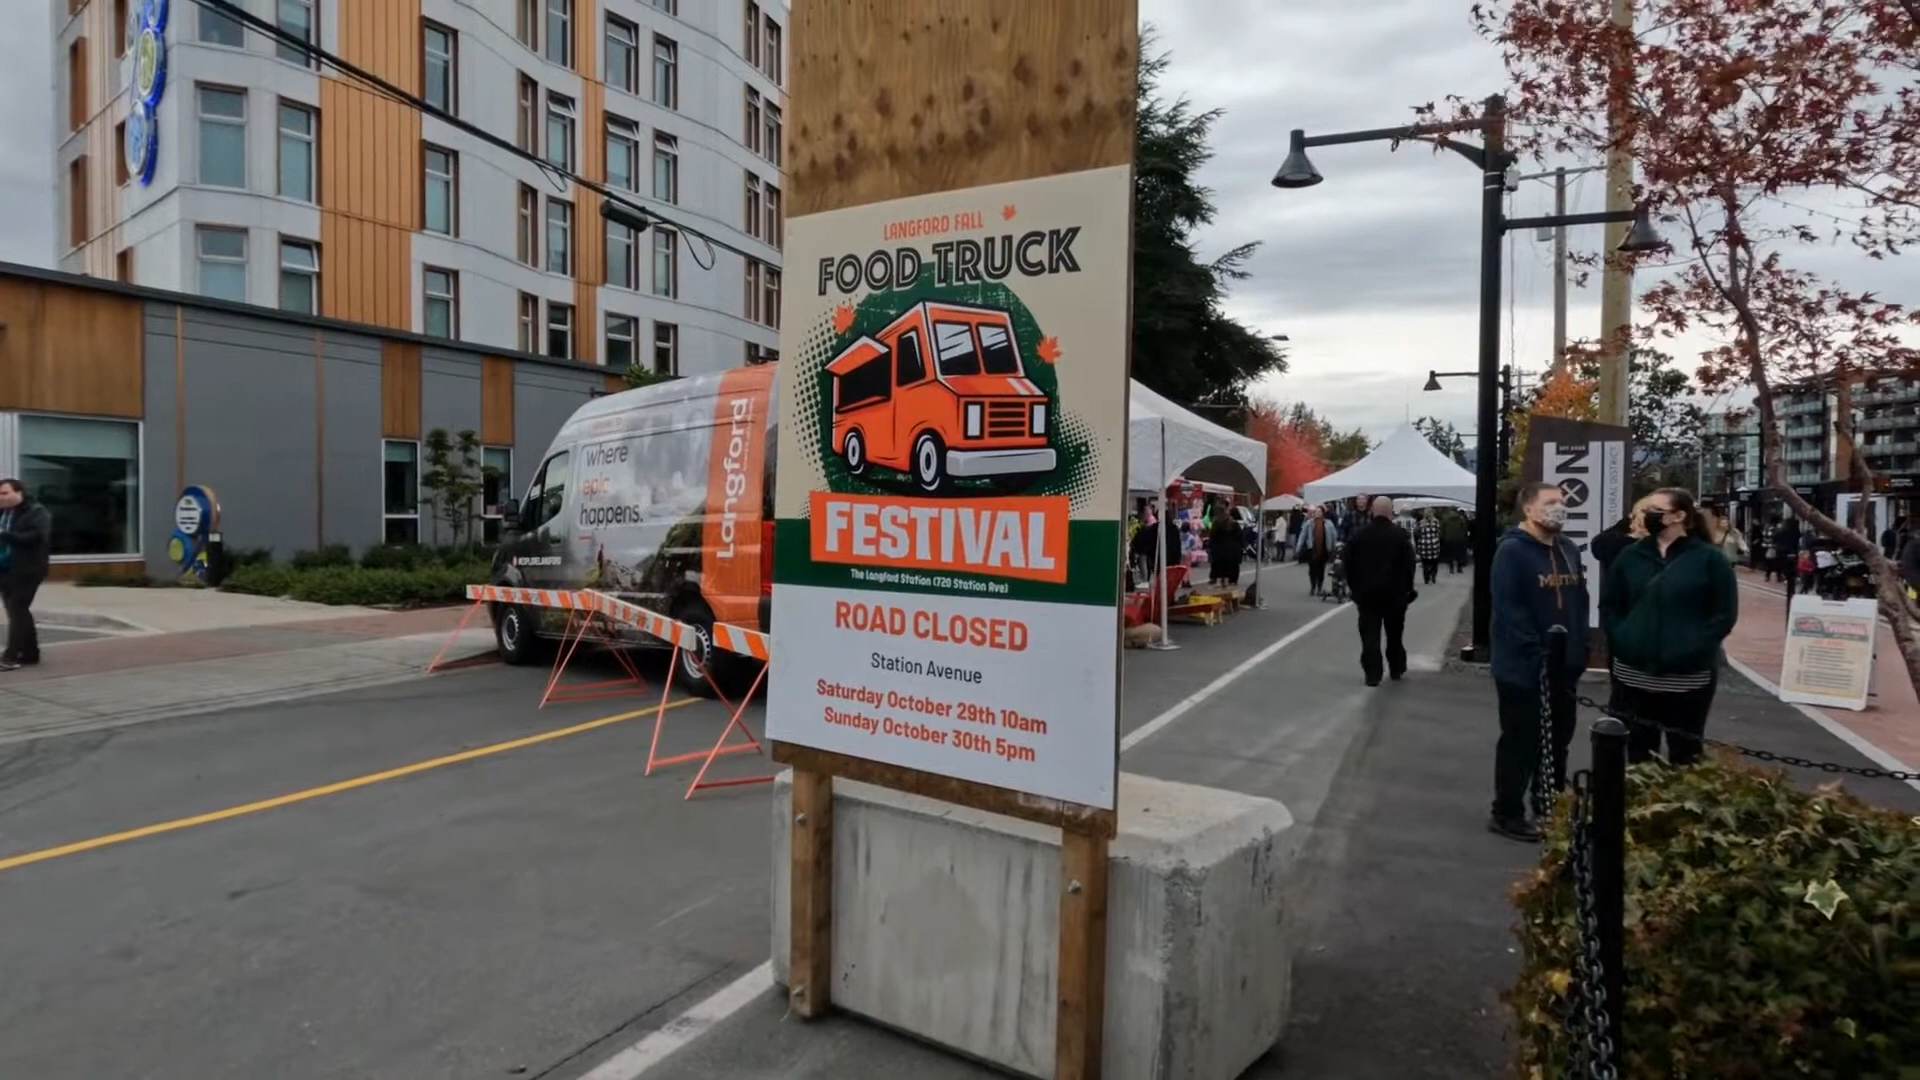 LANGFORD FALL
FOOD TRUCK
FESTIVAL
The Langford Station (720 Station Ave)
ROAD CLOSED
Station Avenue
Saturday October 29th 10am
Sunday October 30th 5pm
where
epic
happens.
Langford
#EXPLORELANGFORD